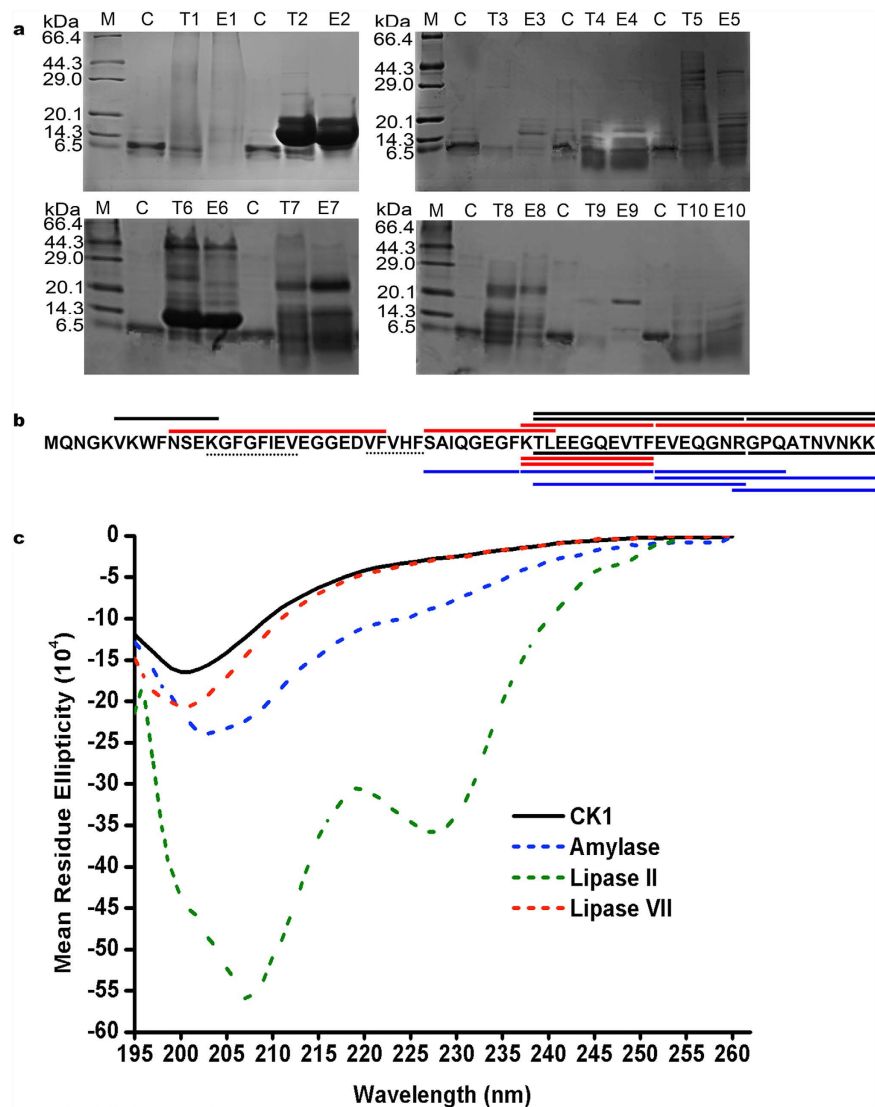 a
kDa M C T1 E1 C T2 E2
66.4
44.3
29.0
20.1
14.3
6.5
kDa M C T3 E3 C T4 E4 C T5 E5
66.4
44.3
29.0
20.1
14.3
6.5
kDa M C T6 E6 C T7 E7
66.4
44.3
29.0
20.1
14.3
6.5
kDa M C T8 E8 C T9 E9 C T10 E10
66.4
44.3
29.0
20.1
14.3
6.5
b
MQNGKVKWFNSEKGFGFIEVEGGEDVFVHFSAIQGEGFKTLEEGQEVTFEVEQGNRGPQATNVNKK
c
Mean Residue Ellipticity (10⁴)
0
-5
-10
-15
-20
-25
-30
-35
-40
-45
-50
-55
-60
CK1
Amylase
Lipase II
Lipase VII
195 200 205 210 215 220 225 230 235 240 245 250 255 260
Wavelength (nm)